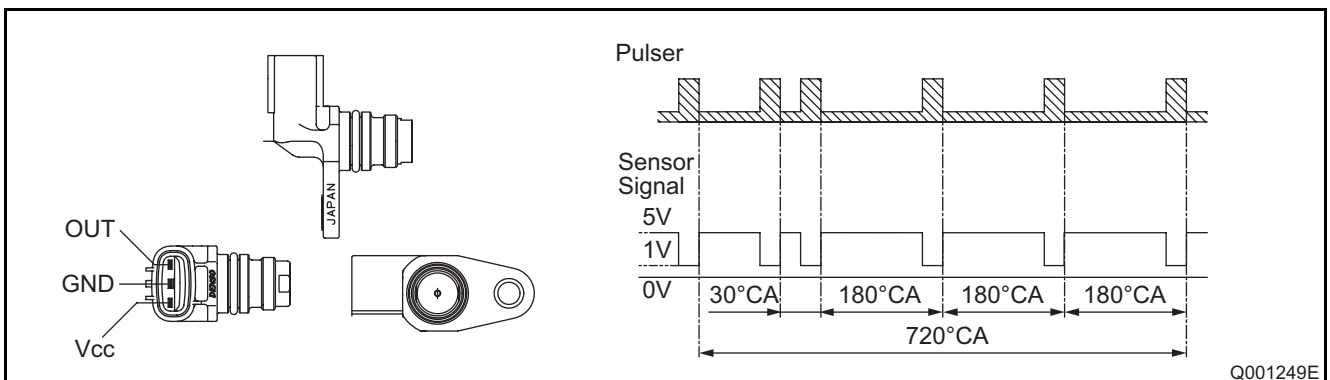 JAPAN
OUT
GND
Vcc
DENSO
Pulser
Sensor
Signal
5V
1V
0V
30°CA
180°CA
180°CA
180°CA
720°CA
Q001249E